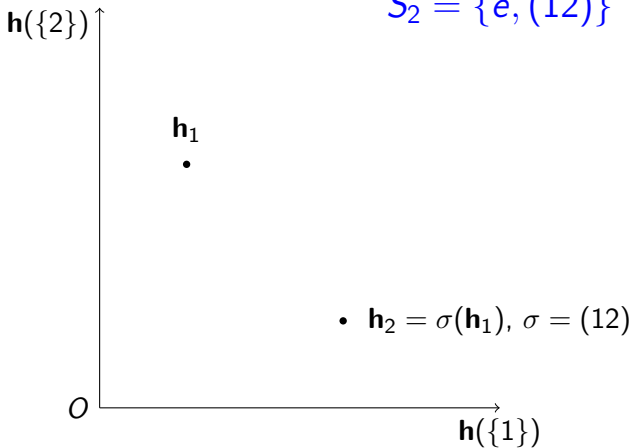 S₂ = {e, (12)}
h({2})
h₁
h₂ = σ(h₁), σ = (12)
O
h({1})